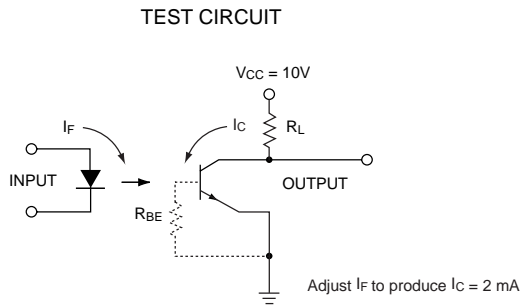 TEST CIRCUIT
VCC = 10V
IF
IC
RL
INPUT
OUTPUT
RBE
Adjust IF to produce IC = 2 mA